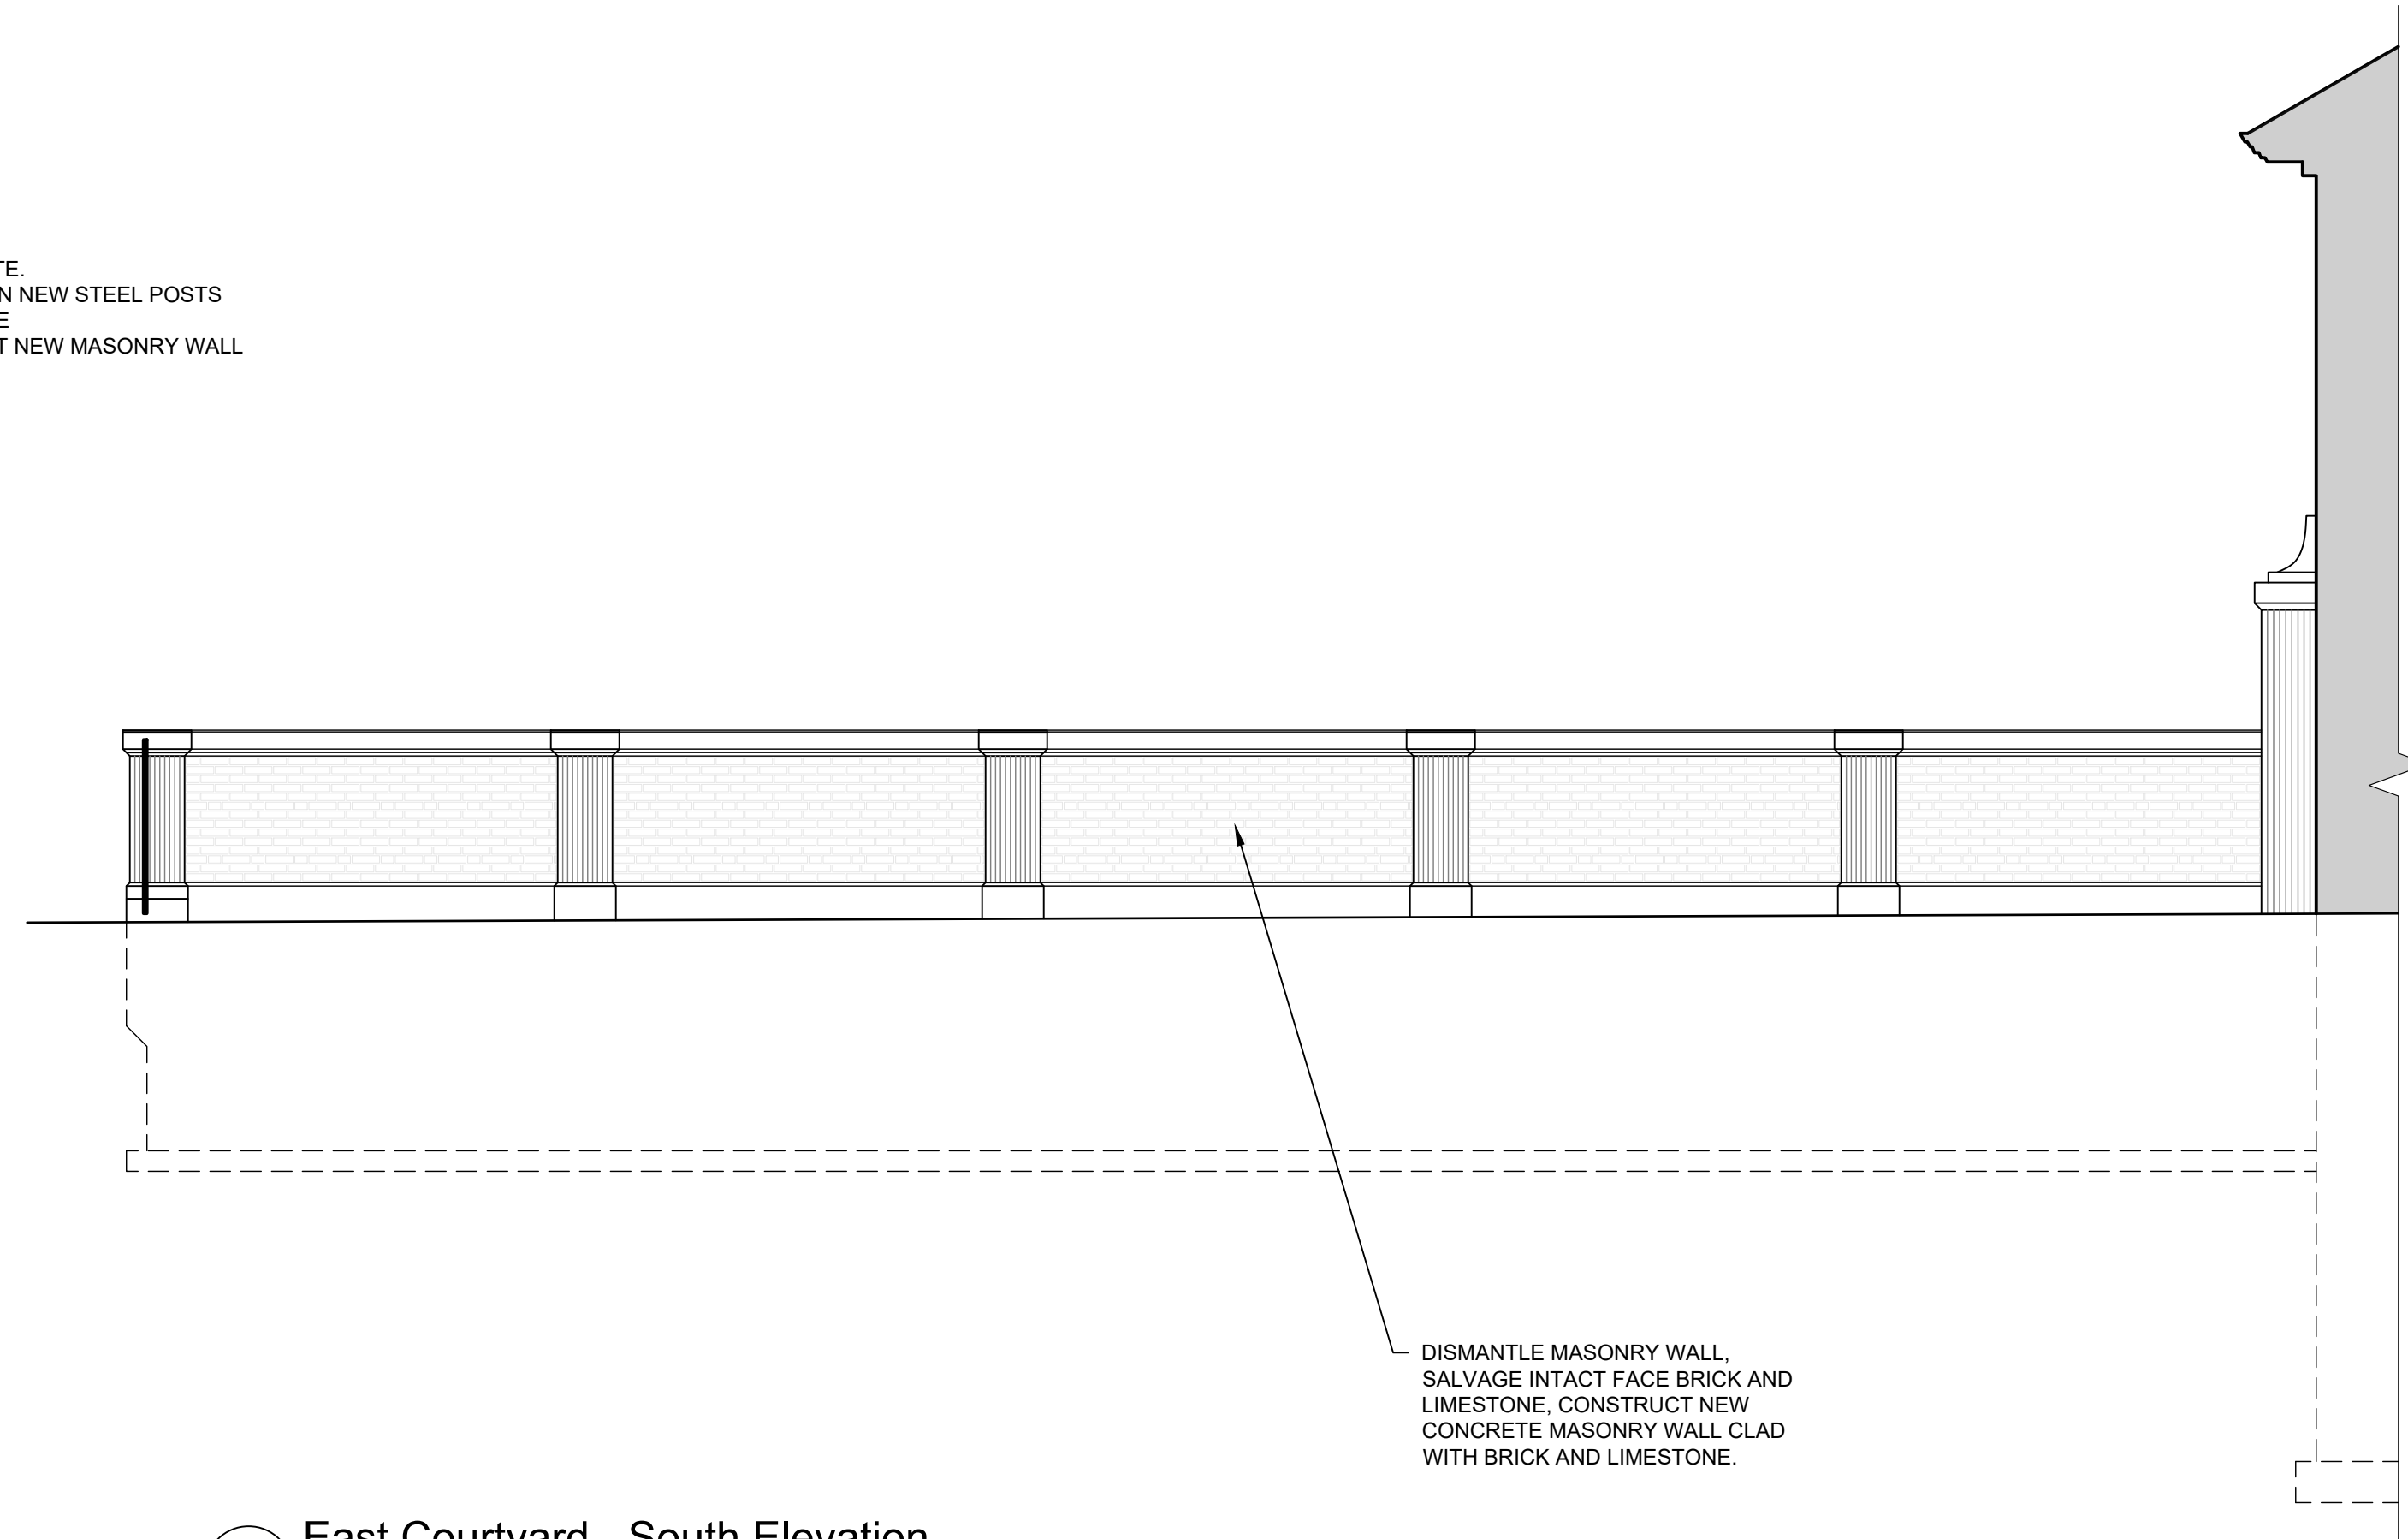 TE.
N NEW STEEL POSTS
E
T NEW MASONRY WALL
DISMANTLE MASONRY WALL,
SALVAGE INTACT FACE BRICK AND
LIMESTONE, CONSTRUCT NEW
CONCRETE MASONRY WALL CLAD
WITH BRICK AND LIMESTONE.
East Courtyard - South Elevation